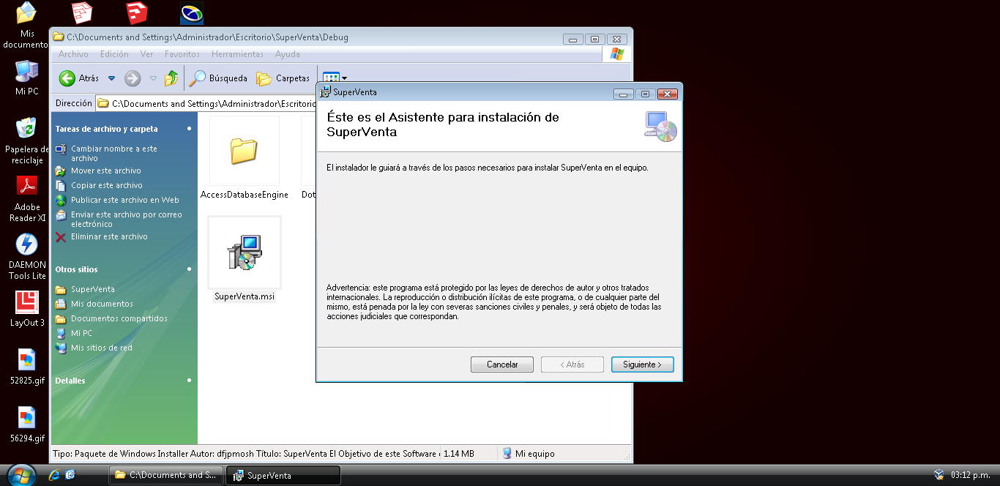 Mis
documento
Mi PC
Papelera de
reciclaje
Adobe
Reader XI
DAEMON
Tools Lite
LayOut 3
52825.gif
56294.gif
C:\Documents and Settings\Administrador\Escritorio\SuperVenta\Debug
Archivo Edición Ver Favoritos Herramientas Ayuda
Atrás Búsqueda Carpetas
Dirección C:\Documents and Settings\Administrador\Escritorio
Tareas de archivo y carpeta
Cambiar nombre a este
archivo
Mover este archivo
Copiar este archivo
Publicar este archivo en Web
Enviar este archivo por correo
electrónico
Eliminar este archivo
Otros sitios
SuperVenta
Mis documentos
Documentos compartidos
Mi PC
Mis sitios de red
Detalles
AccessDatabaseEngine
Dot
SuperVenta.msi
Tipo: Paquete de Windows Installer Autor: dfjpmosh Título: SuperVenta El Objetivo de este Software 1.14 MB Mi equipo
SuperVenta
Éste es el Asistente para instalación de
SuperVenta
El instalador le guiará a través de los pasos necesarios para instalar SuperVenta en el equipo.
Advertencia: este programa está protegido por las leyes de derechos de autor y otros tratados
internacionales. La reproducción o distribución ilícitas de este programa, o de cualquier parte del
mismo, está penada por la ley con severas sanciones civiles y penales, y será objeto de todas las
acciones judiciales que correspondan.
Cancelar < Atrás Siguiente >
C:\Documents and S... SuperVenta 03:12 p.m.